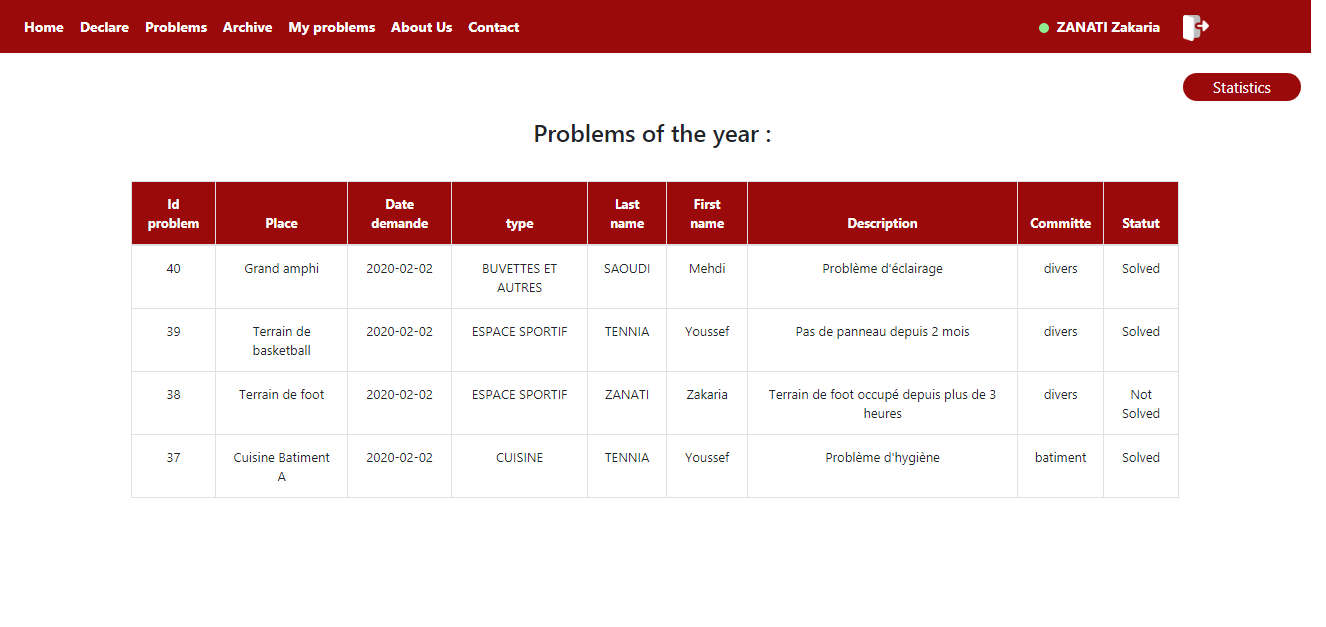 Home Declare Problems Archive My problems About Us Contact ZANATI Zakaria
Statistics
Problems of the year :
Id problem Place Date demande type Last name First name Description Committe Statut
40 Grand amphi 2020-02-02 BUVETTES ET AUTRES SAOUDI Mehdi Problème d'éclairage divers Solved
39 Terrain de basketball 2020-02-02 ESPACE SPORTIF TENNIA Youssef Pas de panneau depuis 2 mois divers Solved
38 Terrain de foot 2020-02-02 ESPACE SPORTIF ZANATI Zakaria Terrain de foot occupé depuis plus de 3 heures divers Not Solved
37 Cuisine Batiment A 2020-02-02 CUISINE TENNIA Youssef Problème d'hygiène batiment Solved